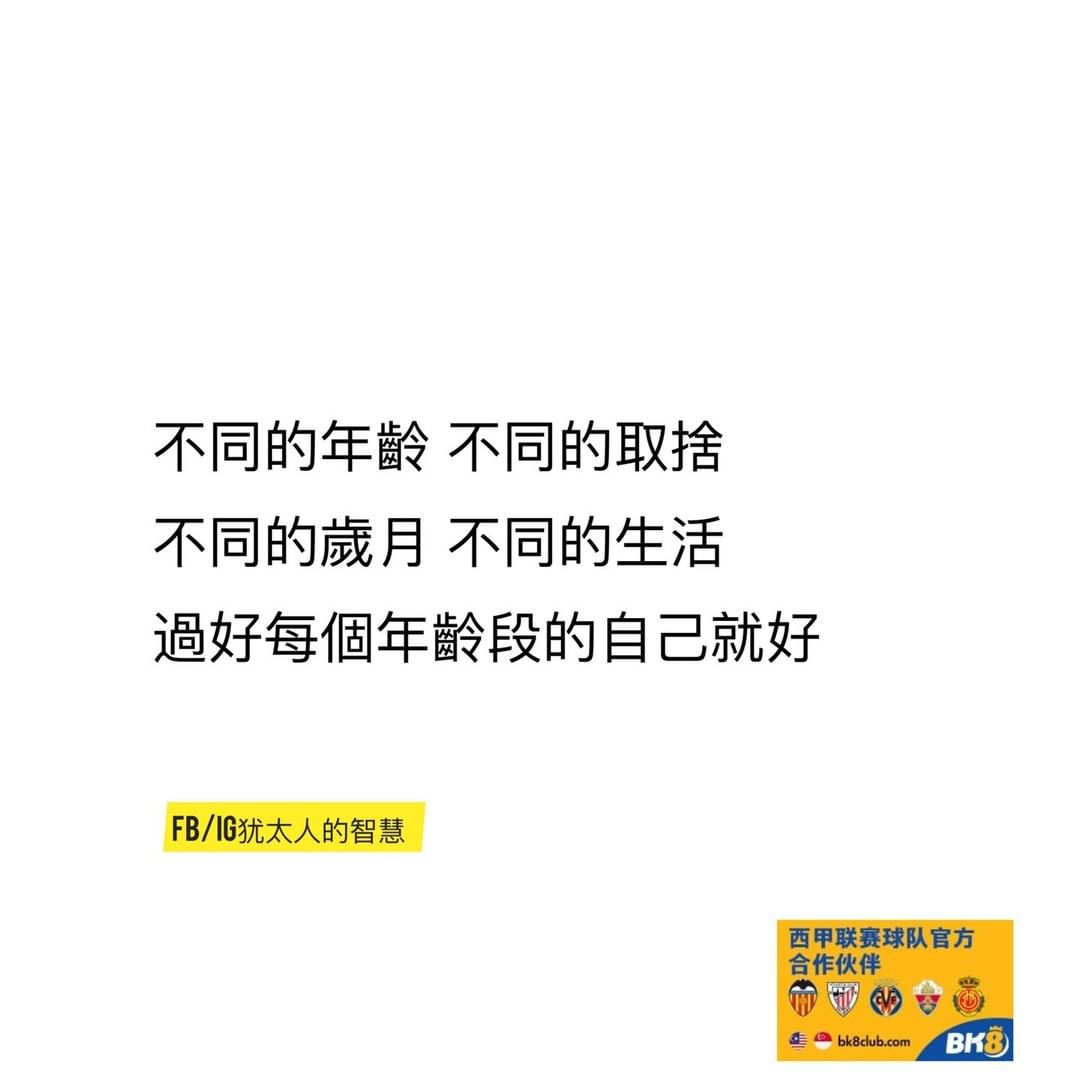 不同的年齡 不同的取捨
不同的歲月 不同的生活
過好每個年齡段的自己就好
FB/IG犹太人的智慧
西甲联赛球队官方
合作伙伴
bk8club.com
BK8